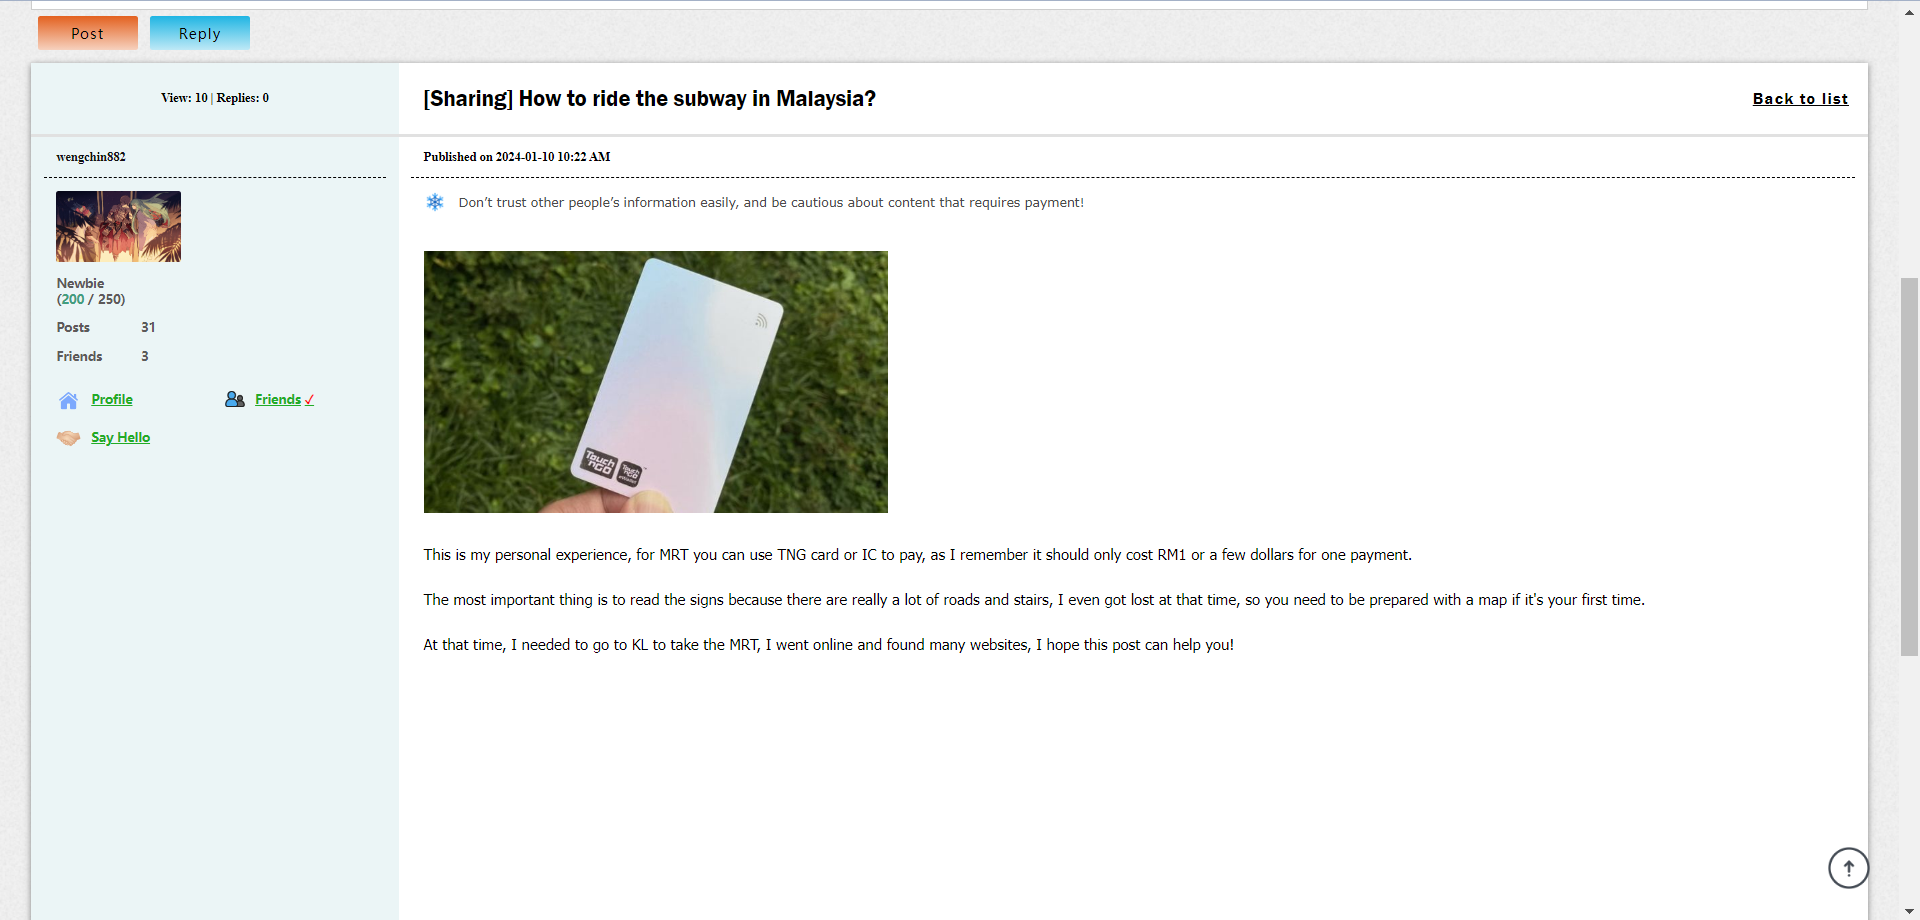 Post
Reply
View: 10 | Replies: 0
[Sharing] How to ride the subway in Malaysia?
Back to list
wengchin882
Published on 2024-01-10 10:22 AM
Don’t trust other people’s information easily, and be cautious about content that requires payment!
Newbie
(200 / 250)
Posts 31
Friends 3
Profile
Friends ✓
Say Hello
Touch
'nGO
Touch
'nGO
eWallet
This is my personal experience, for MRT you can use TNG card or IC to pay, as I remember it should only cost RM1 or a few dollars for one payment.
The most important thing is to read the signs because there are really a lot of roads and stairs, I even got lost at that time, so you need to be prepared with a map if it's your first time.
At that time, I needed to go to KL to take the MRT, I went online and found many websites, I hope this post can help you!